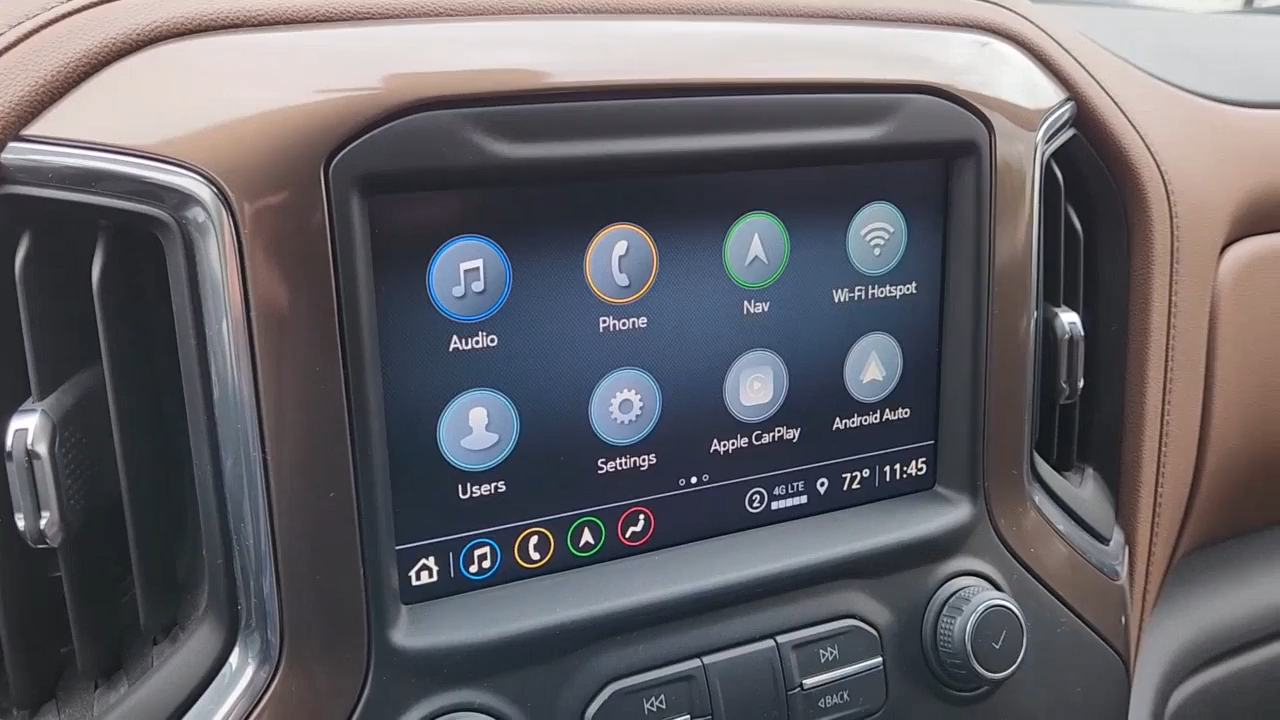 Audio
Phone
Nav
Wi-Fi Hotspot
Users
Settings
Apple CarPlay
Android Auto
2
4G LTE
72°
11:45
BACK